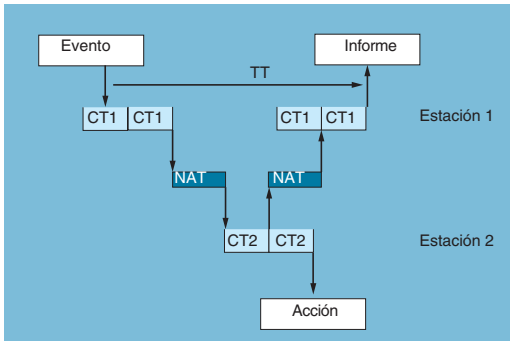 Evento
Informe
TT
CT1 CT1
CT1 CT1
Estación 1
NAT
NAT
CT2 CT2
Estación 2
Acción